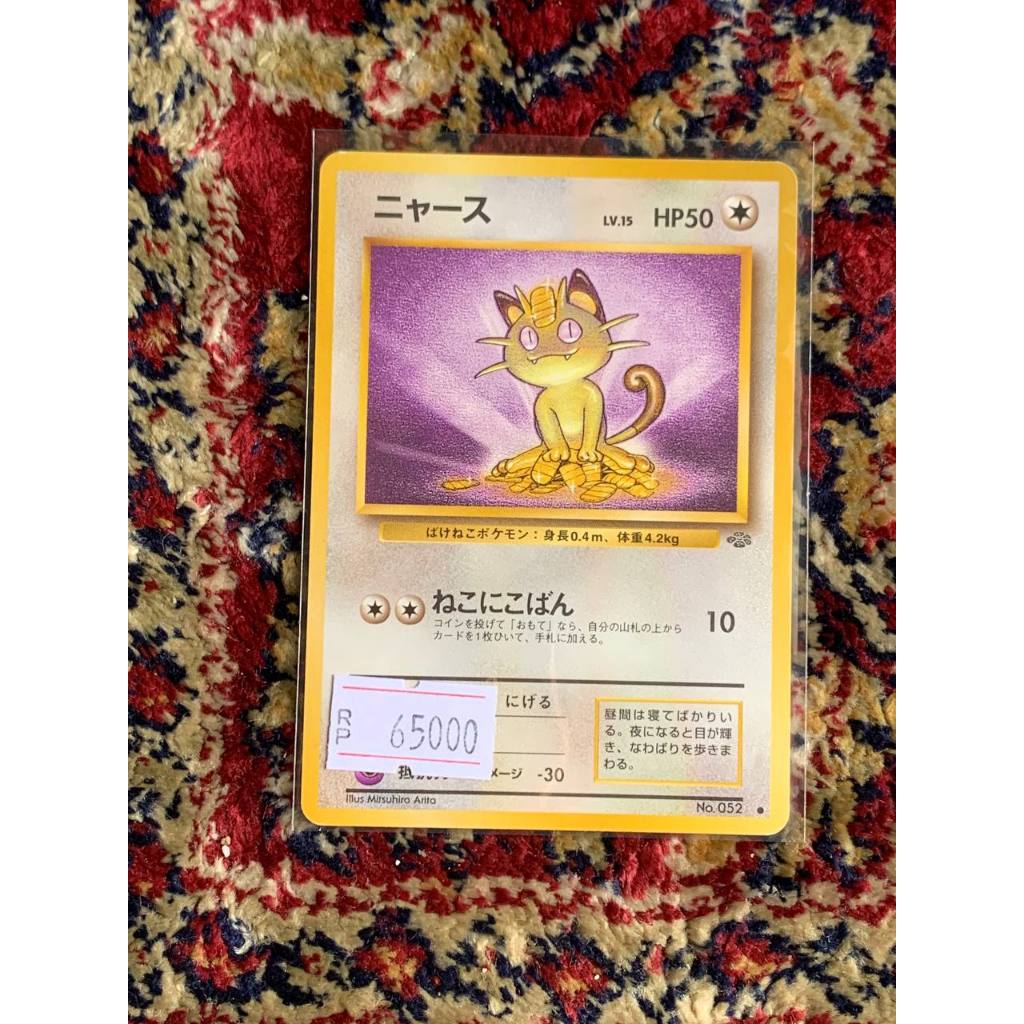 ニャース LV.15 HP50
ばけねこポケモン：身長0.4m、体重4.2kg
ねこにこばん 10
コインを投げて「おもて」なら、自分の山札の上から
カードを1枚ひいて、手札に加える。
にげる
RP 65000
メージ -30
昼間は寝てばかりい
る。夜になると目が輝
き、なわばりを歩きま
わる。
Illus Mitsuhiro Arita
No. 052